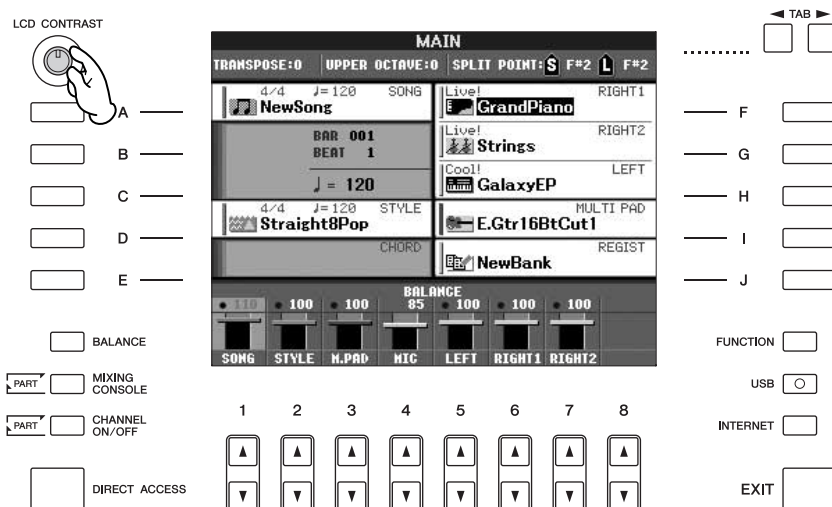 LCD CONTRAST
TAB
MAIN
TRANSPOSE:0 UPPER OCTAVE:0 SPLIT POINT: S F#2 L F#2
4/4 ♩=120 SONG
NewSong
BAR 001
BEAT 1
♩= 120
4/4 ♩=120 STYLE
Straight8Pop
CHORD
Live! RIGHT1
GrandPiano
Live! RIGHT2
Strings
Cool! LEFT
GalaxyEP
MULTI PAD
E.Gtr16BtCut1
REGIST
NewBank
BALANCE
110 100 100 85 100 100 100
SONG STYLE M.PAD MIC LEFT RIGHT1 RIGHT2
A
B
C
D
E
F
G
H
I
J
BALANCE
PART MIXING CONSOLE
PART CHANNEL ON/OFF
DIRECT ACCESS
1 2 3 4 5 6 7 8
FUNCTION
USB
INTERNET
EXIT